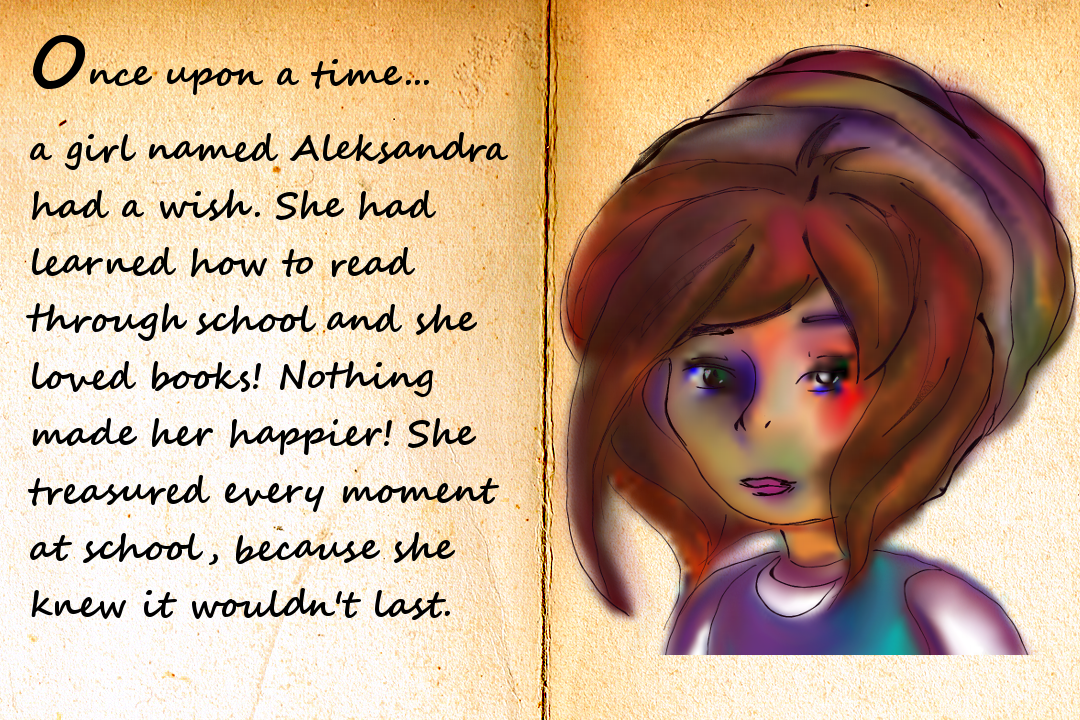 Once upon a time...
a girl named Aleksandra
had a wish. She had
learned how to read
through school and she
loved books! Nothing
made her happier! She
treasured every moment
at school, because she
knew it wouldn't last.